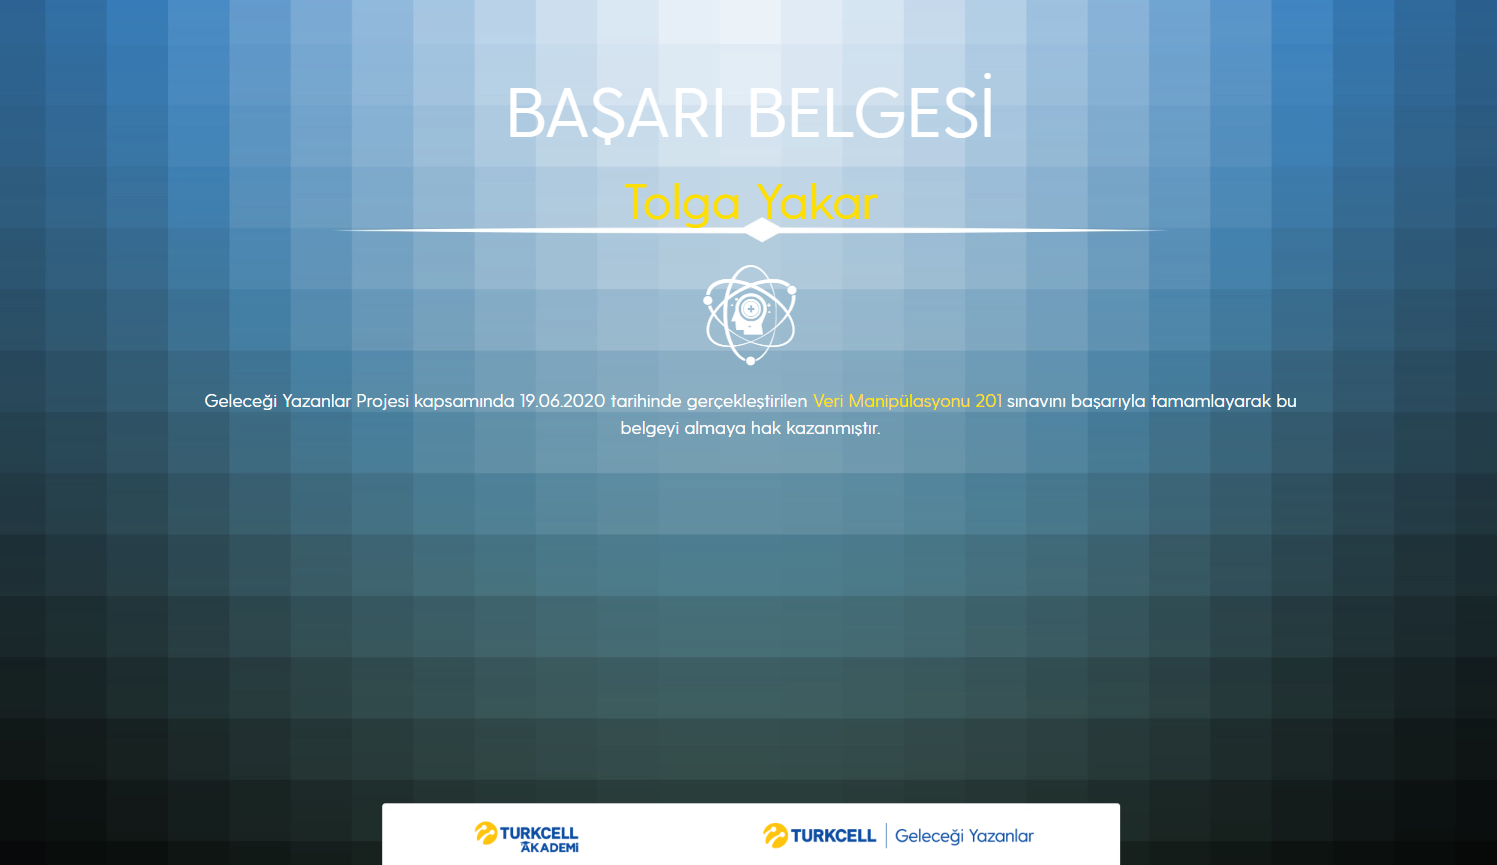 BAŞARI BELGESİ
Tolga Yakar
Geleceği Yazanlar Projesi kapsamında 19.06.2020 tarihinde gerçekleştirilen Veri Manipülasyonu 201 sınavını başarıyla tamamlayarak bu
belgeyi almaya hak kazanmıştır.
TURKCELL
AKADEMİ
TURKCELL Geleceği Yazanlar